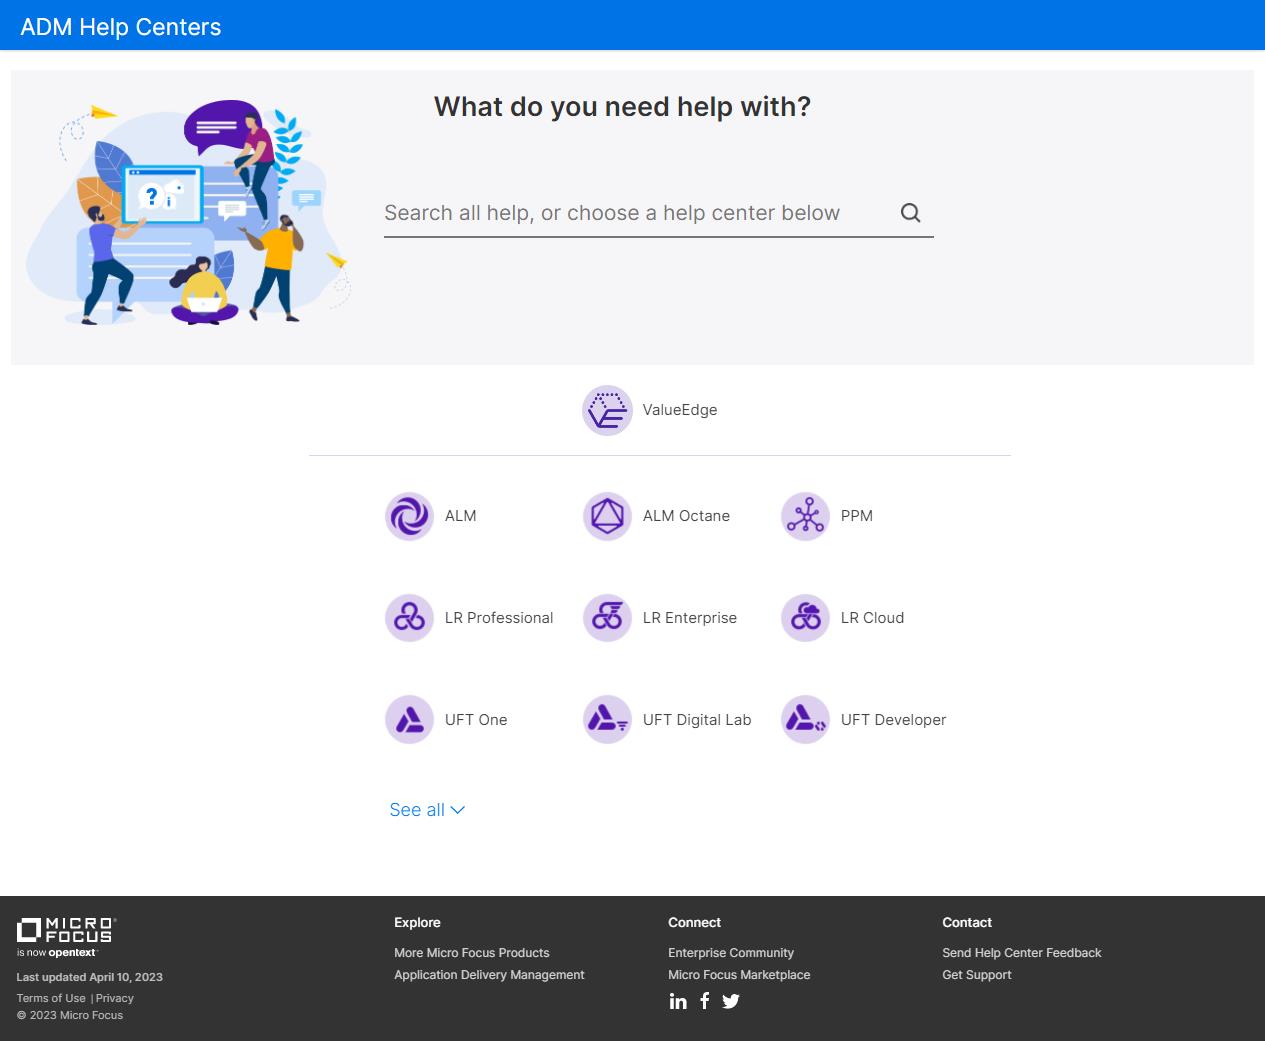 ADM Help Centers
What do you need help with?
Search all help, or choose a help center below
?
i
ValueEdge
ALM
ALM Octane
PPM
LR Professional
LR Enterprise
LR Cloud
UFT One
UFT Digital Lab
UFT Developer
See all
MICRO
FOCUS
is now opentext™
Last updated April 10, 2023
Terms of Use | Privacy
© 2023 Micro Focus
Explore
More Micro Focus Products
Application Delivery Management
Connect
Enterprise Community
Micro Focus Marketplace
in f
Contact
Send Help Center Feedback
Get Support